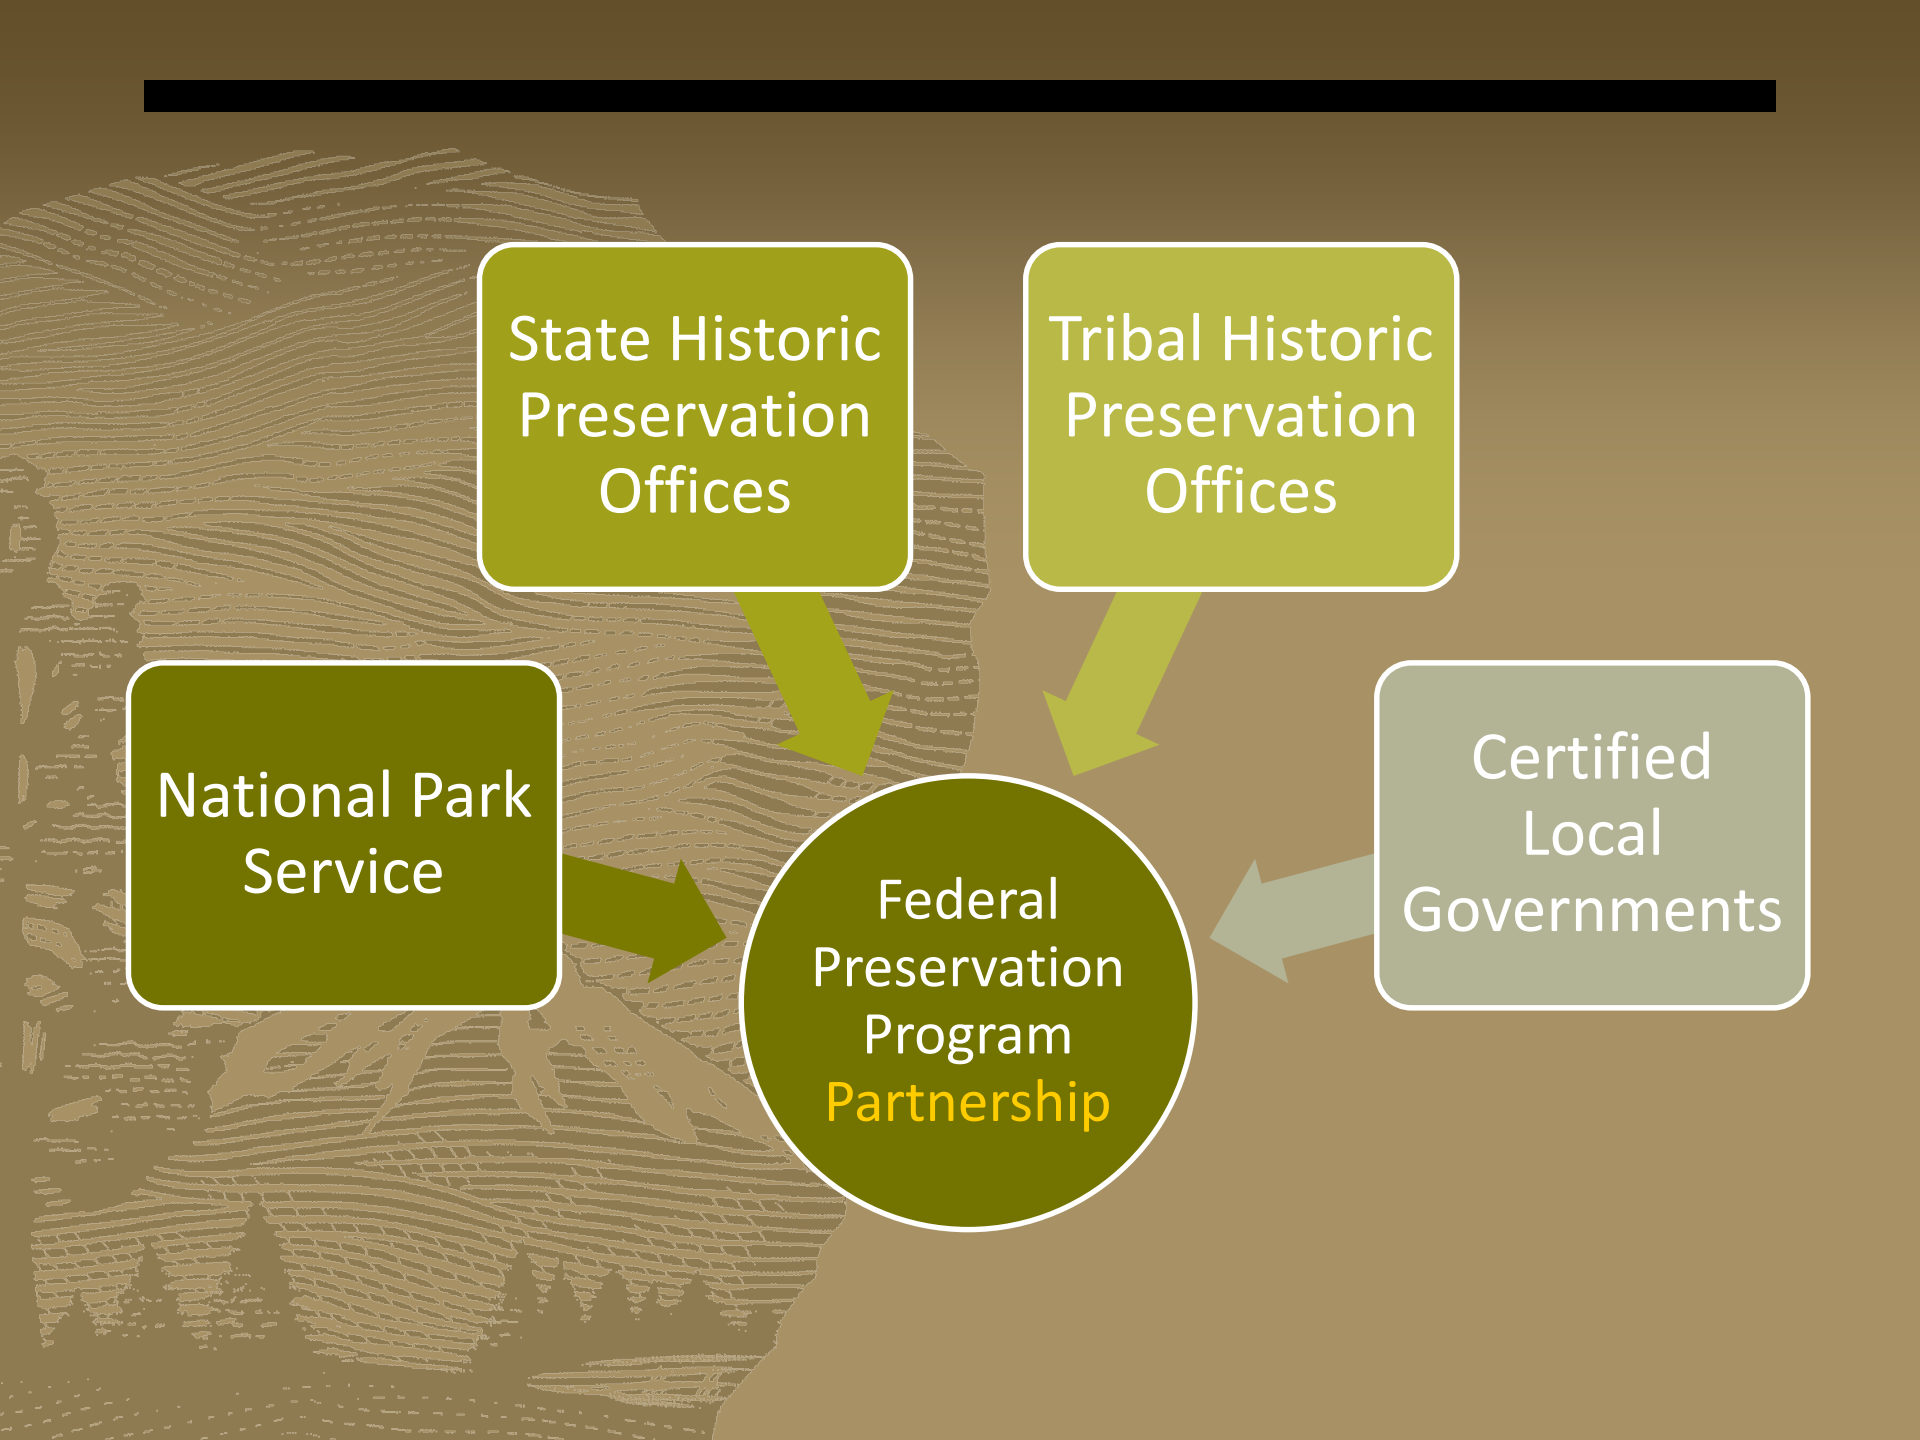 State Historic
Preservation
Offices
Tribal Historic
Preservation
Offices
National Park
Service
Certified
Local
Governments
Federal
Preservation
Program
Partnership